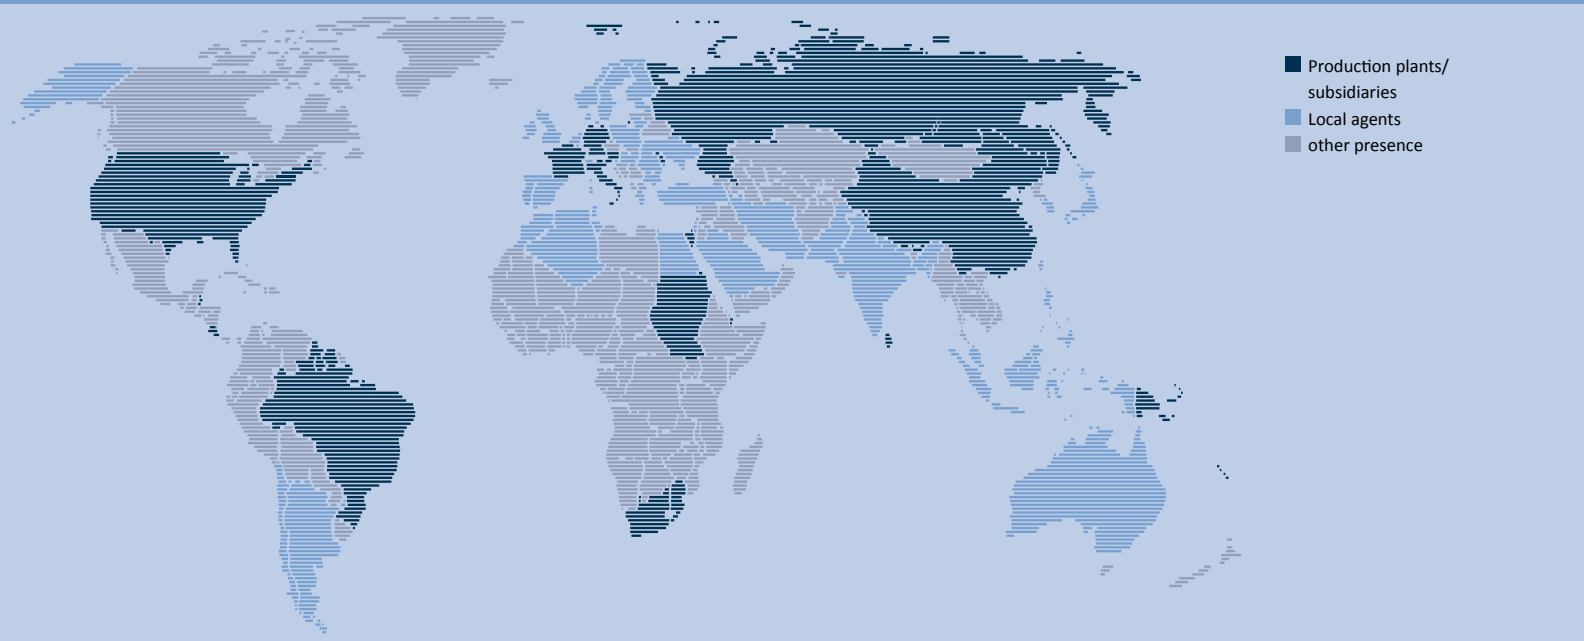 Production plants/
subsidiaries
Local agents
other presence